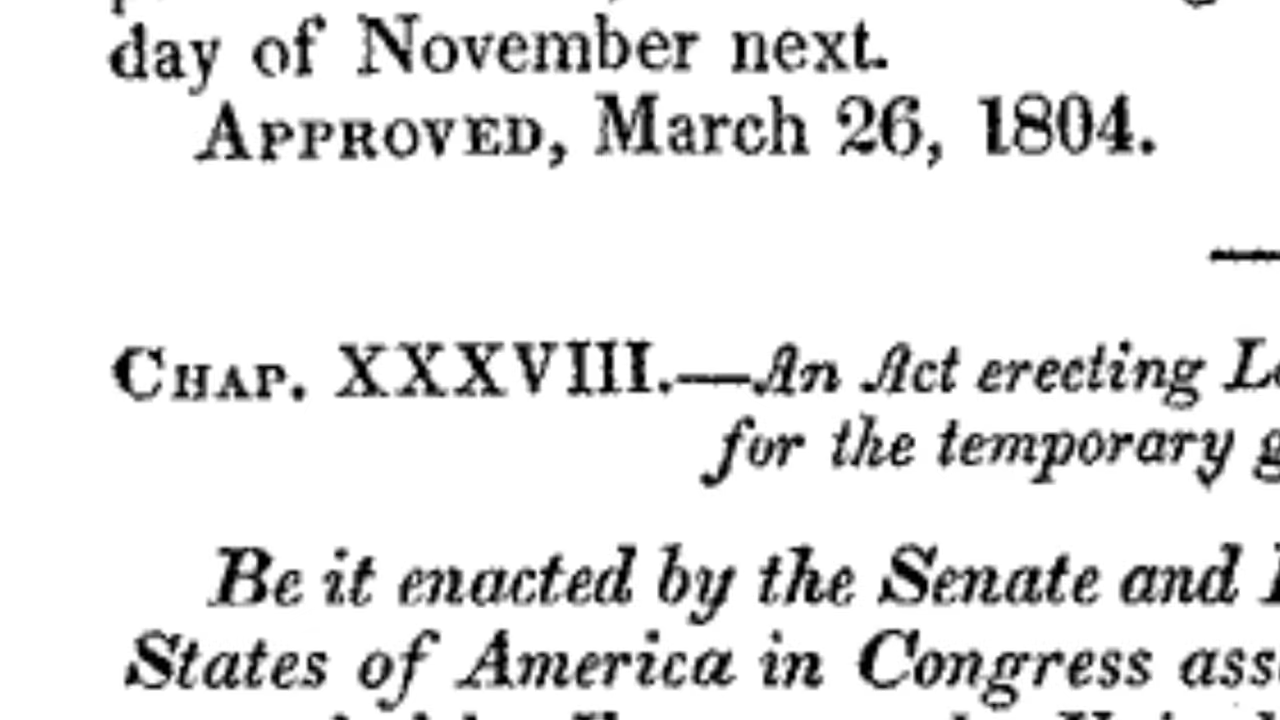 day of November next.
APPROVED, March 26, 1804.
CHAP. XXXVIII.—An Act erecting
for the temporary
Be it enacted by the Senate and
States of America in Congress